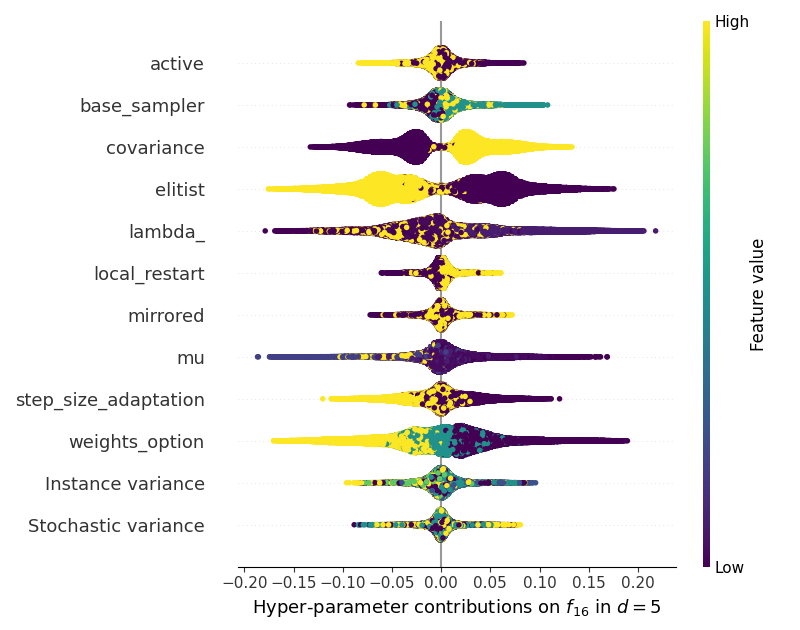 High
active
base_sampler
covariance
elitist
lambda_
local_restart
mirrored
mu
step_size_adaptation
weights_option
Instance variance
Stochastic variance
Feature value
Low
−0.20 −0.15 −0.10 −0.05 0.00 0.05 0.10 0.15 0.20
Hyper-parameter contributions on f16 in d = 5